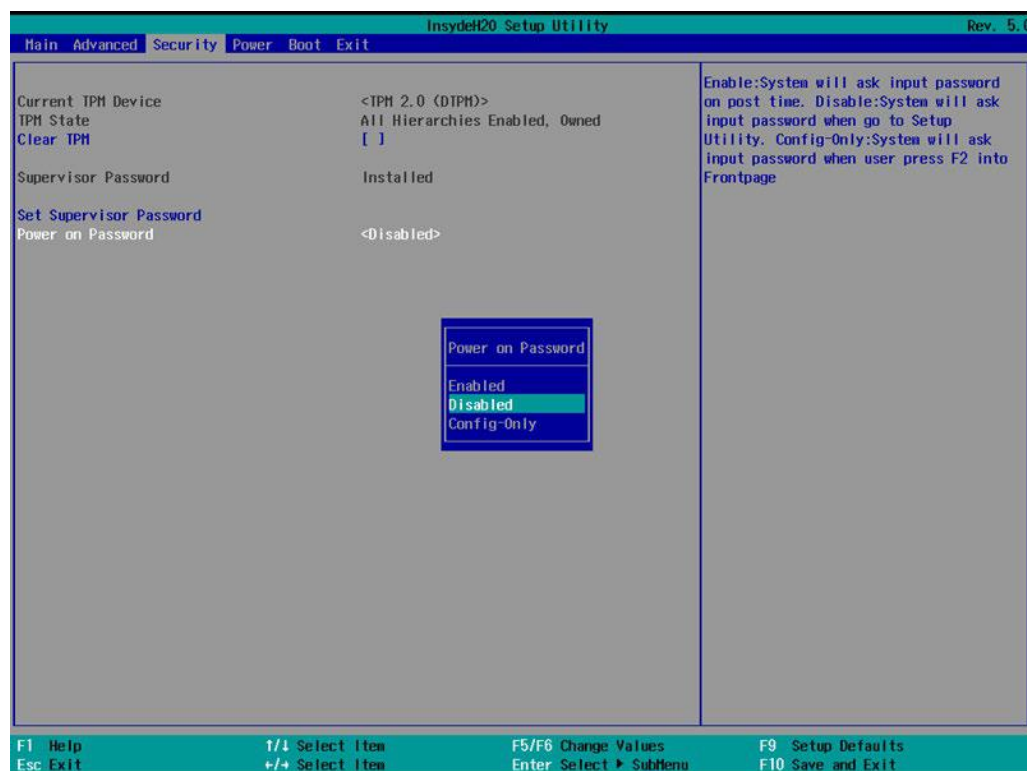 InsydeH20 Setup Utility Rev. 5.0
Main Advanced Security Power Boot Exit
Current TPM Device <TPM 2.0 (DTPM)>
TPM State All Hierarchies Enabled, Owned
Clear TPM [ ]
Supervisor Password Installed
Set Supervisor Password
Power on Password <Disabled>
Power on Password
Enabled
Disabled
Config-Only
Enable:System will ask input password
on post time. Disable:System will ask
input password when go to Setup
Utility. Config-Only:System will ask
input password when user press F2 into
Frontpage
F1 Help ↑/↓ Select Item F5/F6 Change Values F9 Setup Defaults
Esc Exit ←/→ Select Item Enter Select ▶ SubMenu F10 Save and Exit